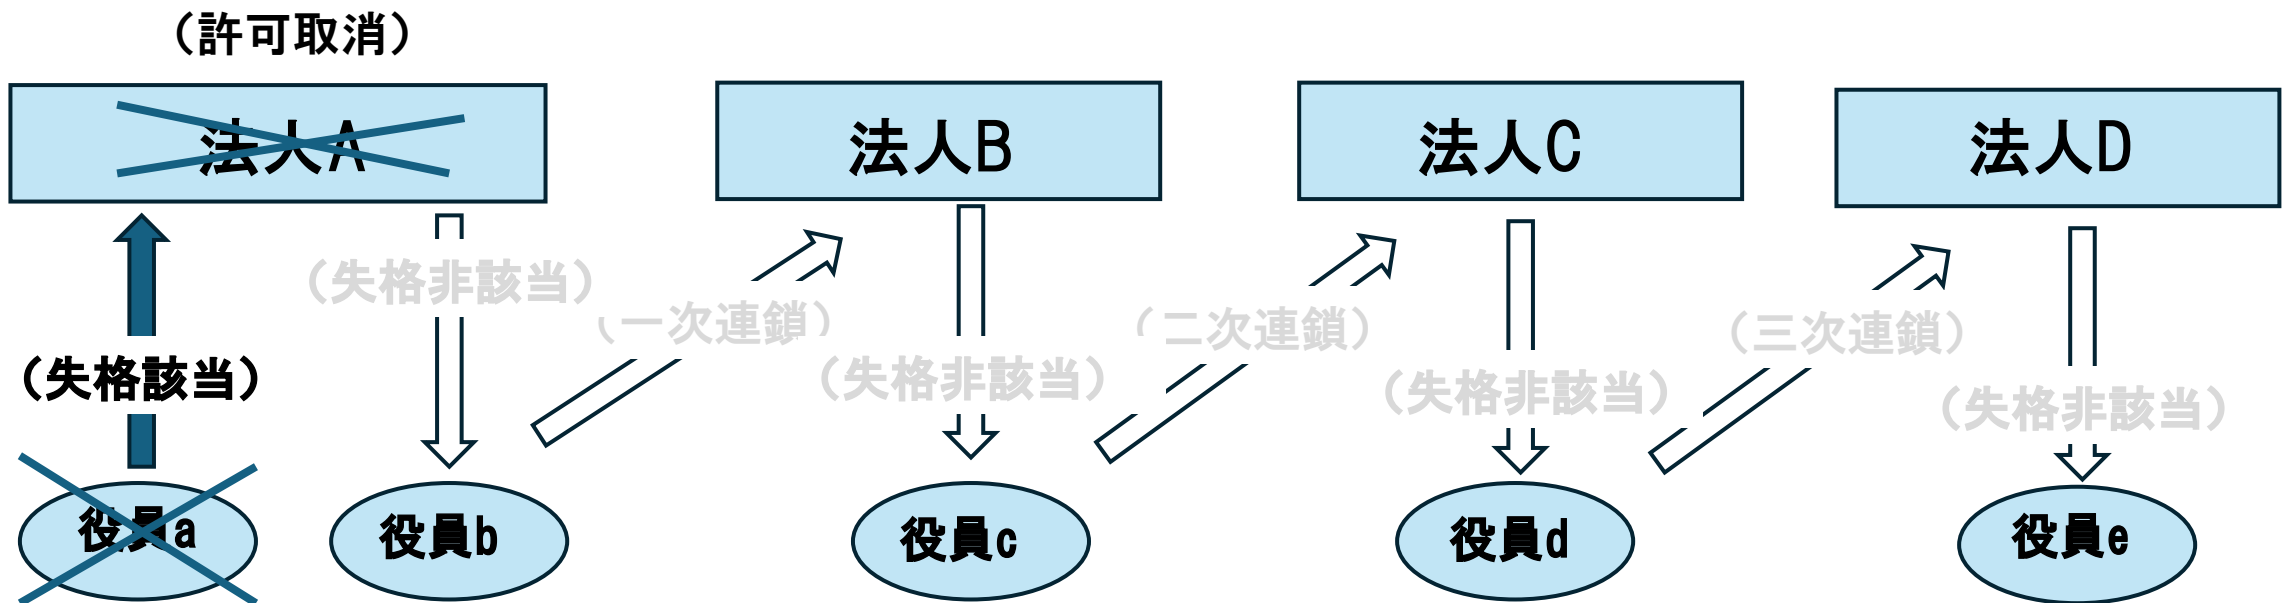 （許可取消）
法人A
法人B
法人C
法人D
（失格非該当）
（一次連鎖）
（二次連鎖）
（三次連鎖）
（失格該当）
（失格非該当）
（失格非該当）
（失格非該当）
役員a
役員b
役員c
役員d
役員e